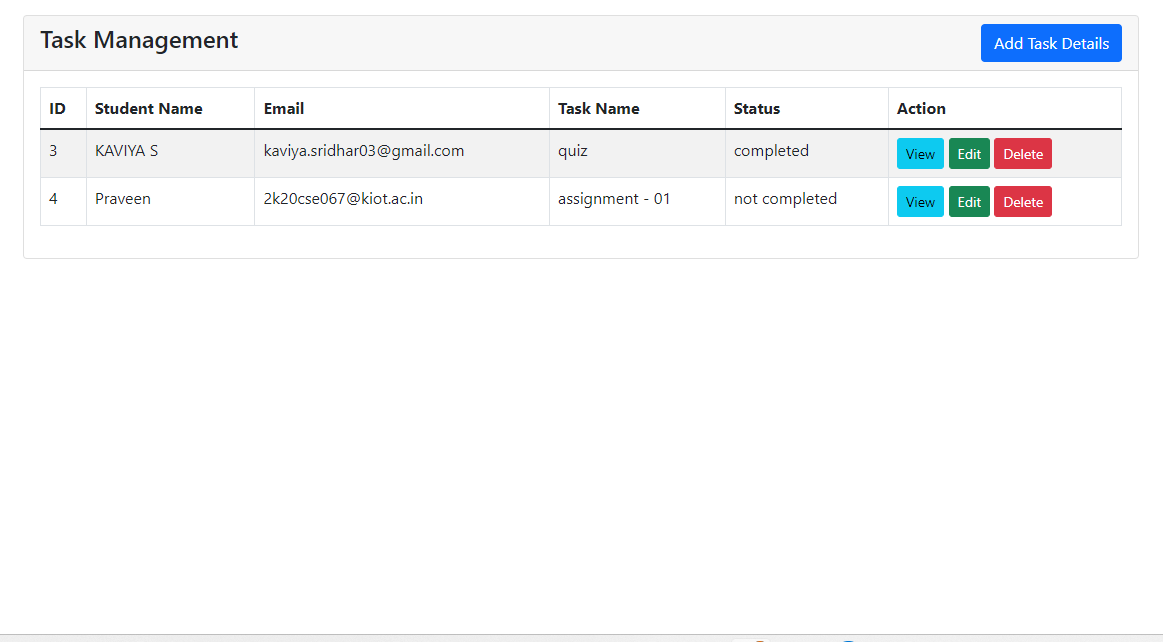 Task Management
Add Task Details
ID Student Name Email Task Name Status Action
3 KAVIYA S kaviya.sridhar03@gmail.com quiz completed View Edit Delete
4 Praveen 2k20cse067@kiot.ac.in assignment - 01 not completed View Edit Delete